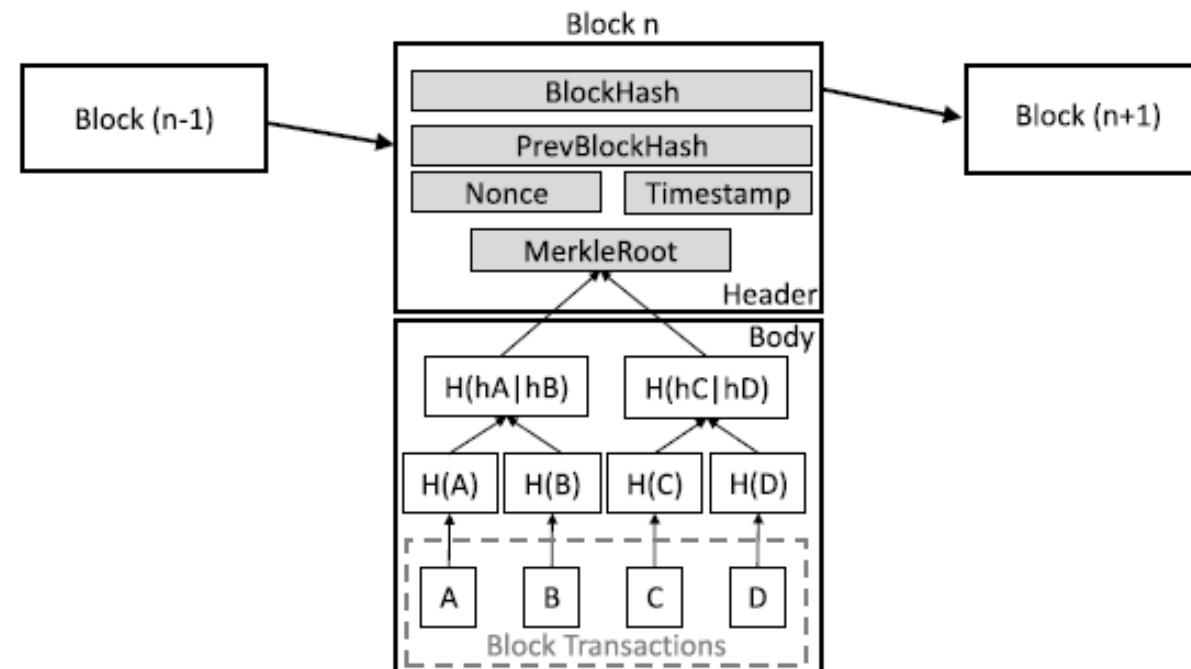 Block n
Block (n-1)
BlockHash
Block (n+1)
PrevBlockHash
Nonce
Timestamp
MerkleRoot
Header
Body
H(hA|hB)
H(hC|hD)
H(A)
H(B)
H(C)
H(D)
A
B
C
D
Block Transactions